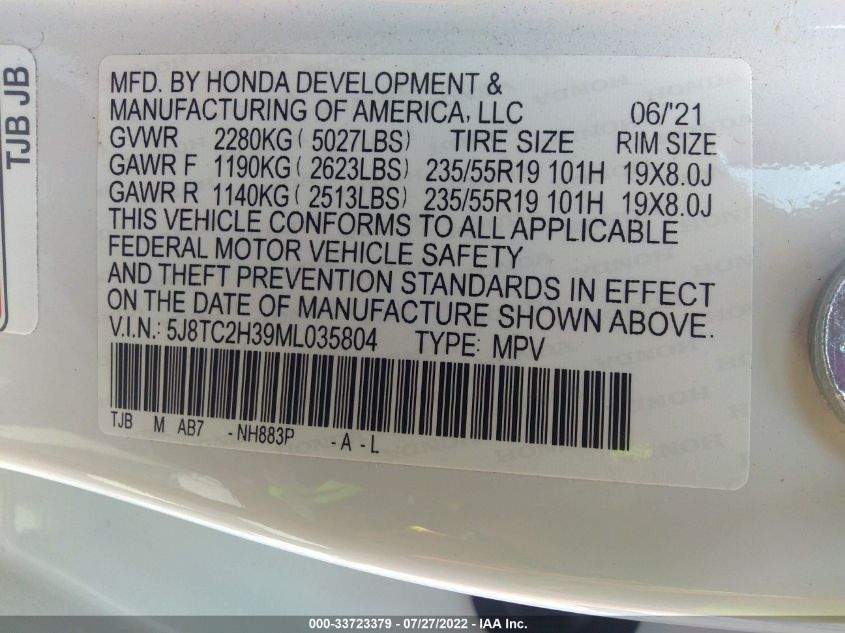 TJB JB
MFD. BY HONDA DEVELOPMENT &
MANUFACTURING OF AMERICA, LLC 06/'21
GVWR 2280KG ( 5027LBS) TIRE SIZE RIM SIZE
GAWR F 1190KG ( 2623LBS) 235/55R19 101H 19X8.0J
GAWR R 1140KG ( 2513LBS) 235/55R19 101H 19X8.0J
THIS VEHICLE CONFORMS TO ALL APPLICABLE
FEDERAL MOTOR VEHICLE SAFETY
AND THEFT PREVENTION STANDARDS IN EFFECT
ON THE DATE OF MANUFACTURE SHOWN ABOVE.
V.I.N.: 5J8TC2H39ML035804 TYPE: MPV
TJB M AB7 -NH883P -A -L
000-33723379 / 07/27/2022 - IAA Inc.